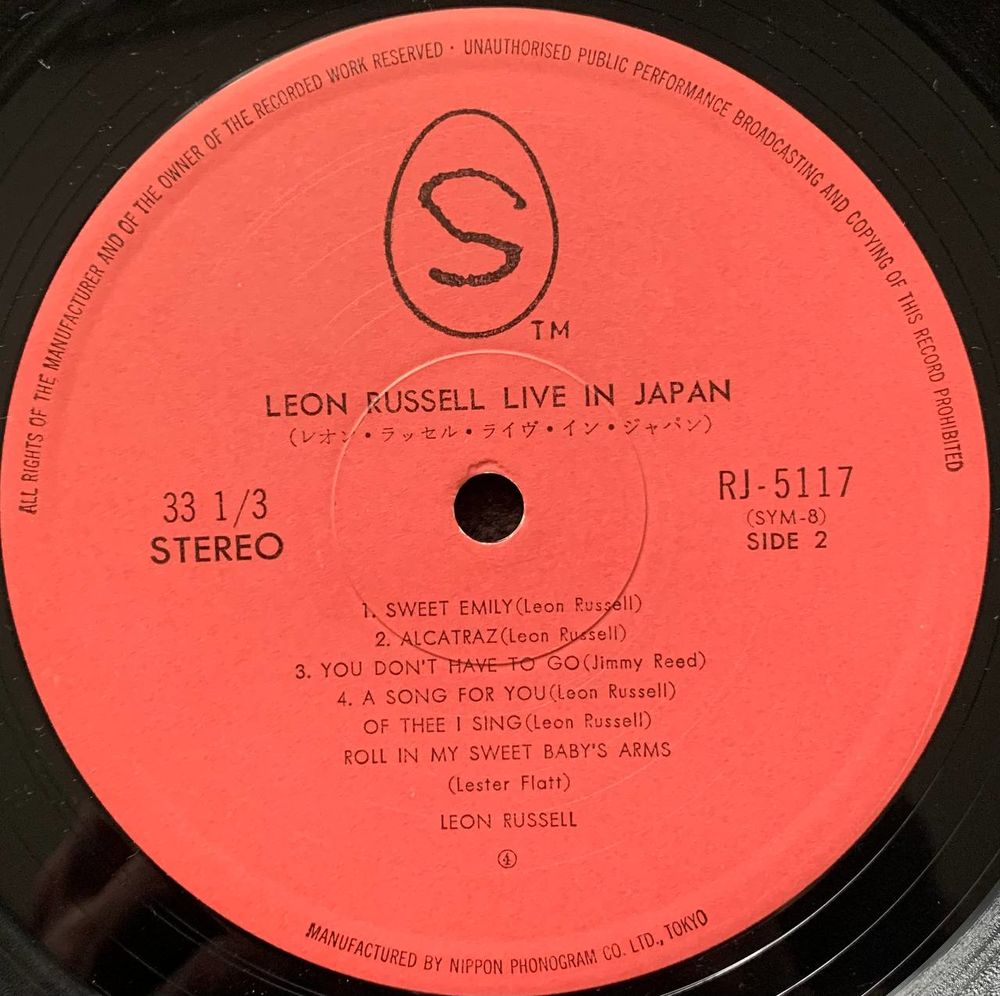 ALL RIGHTS OF THE MANUFACTURER AND OF THE OWNER OF THE RECORDED WORK RESERVED · UNAUTHORISED PUBLIC PERFORMANCE BROADCASTING AND COPYING OF THIS RECORD PROHIBITED
S
TM
LEON RUSSELL LIVE IN JAPAN
(レオン・ラッセル・ライヴ・イン・ジャパン)
33 1/3
STEREO
RJ-5117
(SYM-8)
SIDE 2
1. SWEET EMILY(Leon Russell)
2. ALCATRAZ(Leon Russell)
3. YOU DON'T HAVE TO GO(Jimmy Reed)
4. A SONG FOR YOU(Leon Russell)
OF THEE I SING(Leon Russell)
ROLL IN MY SWEET BABY'S ARMS
(Lester Flatt)
LEON RUSSELL
④
MANUFACTURED BY NIPPON PHONOGRAM CO. LTD., TOKYO